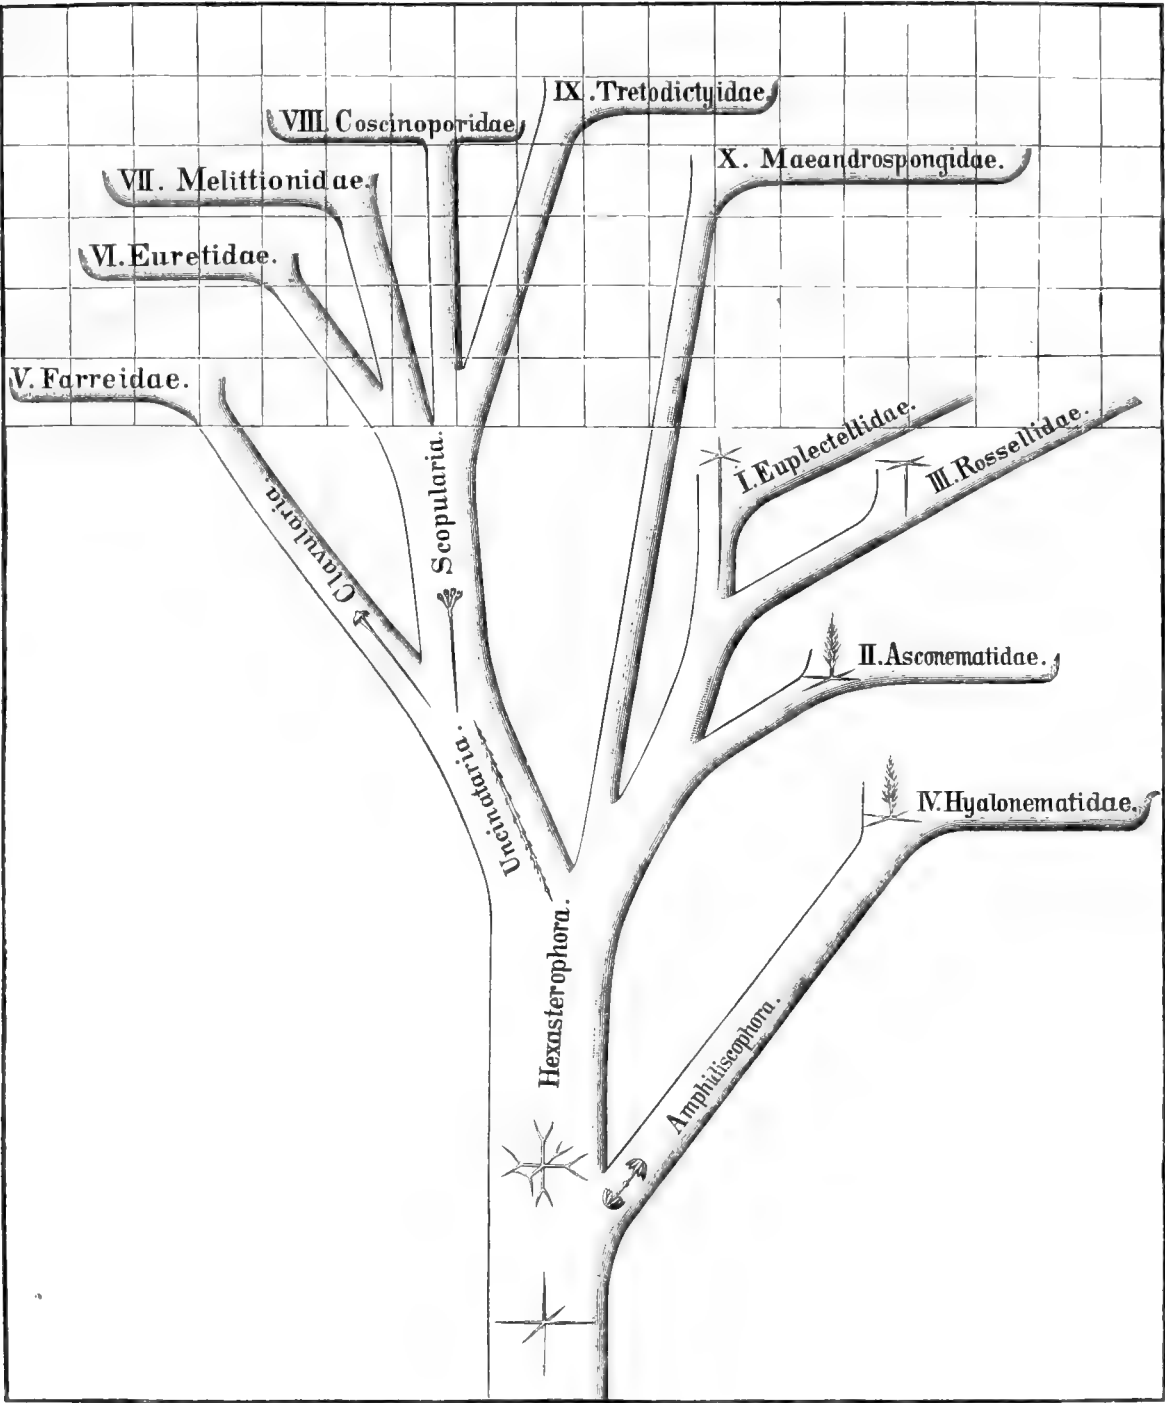 IX. Tretodictyidae.
VIII. Coscinoporidae.
X. Maeandrospongidae.
VII. Melittionidae.
VI. Euretidae.
V. Farreidae.
I. Euplectellidae.
III. Rossellidae.
Scopularia.
Clavularia.
II. Asconematidae.
Uncinataria.
IV. Hyalonematidae.
Hexasterophora.
Amphidiscophora.